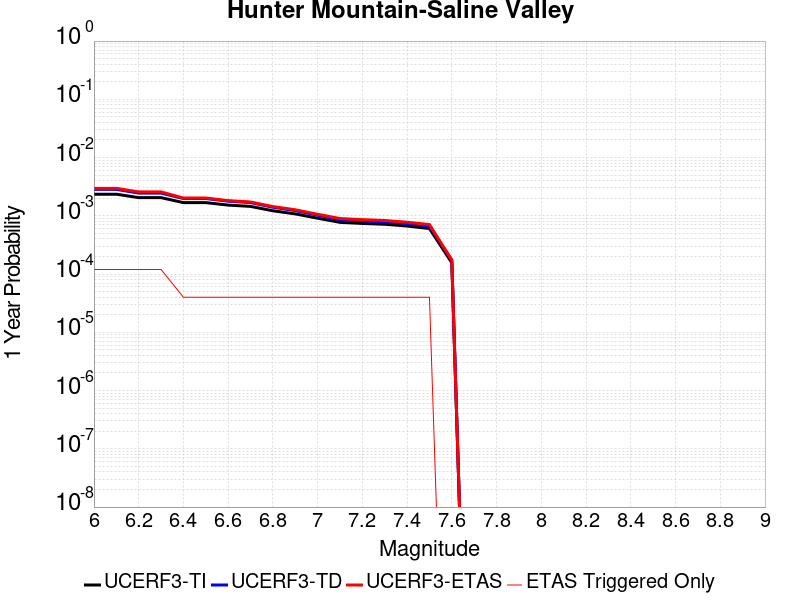 Hunter Mountain-Saline Valley
10^0
10^-1
10^-2
10^-3
10^-4
10^-5
10^-6
10^-7
10^-8
1 Year Probability
6 6.2 6.4 6.6 6.8 7 7.2 7.4 7.6 7.8 8 8.2 8.4 8.6 8.8 9
Magnitude
UCERF3-TI UCERF3-TD UCERF3-ETAS ETAS Triggered Only